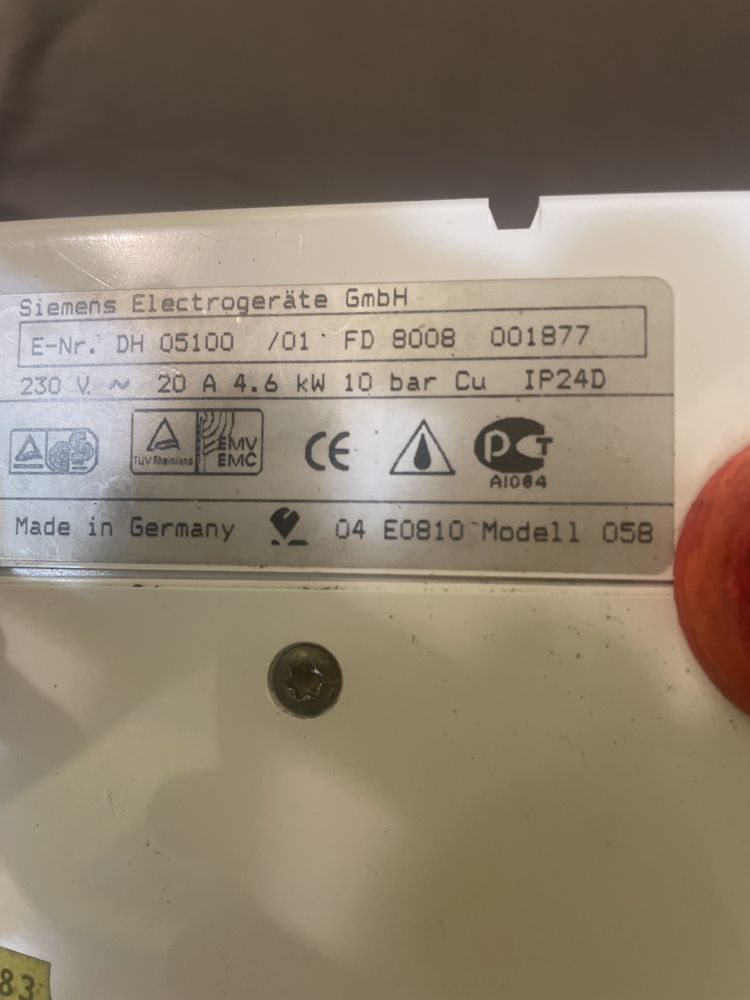 Siemens Electrogeräte GmbH
E-Nr. DH 05100 /01 FD 8008 001877
230 V. ~ 20 A 4.6 kW 10 bar Cu IP24D
TÜV Rheinland EMV EMC
CE
PCT
AI064
Made in Germany 04 E0810 Modell 058
83